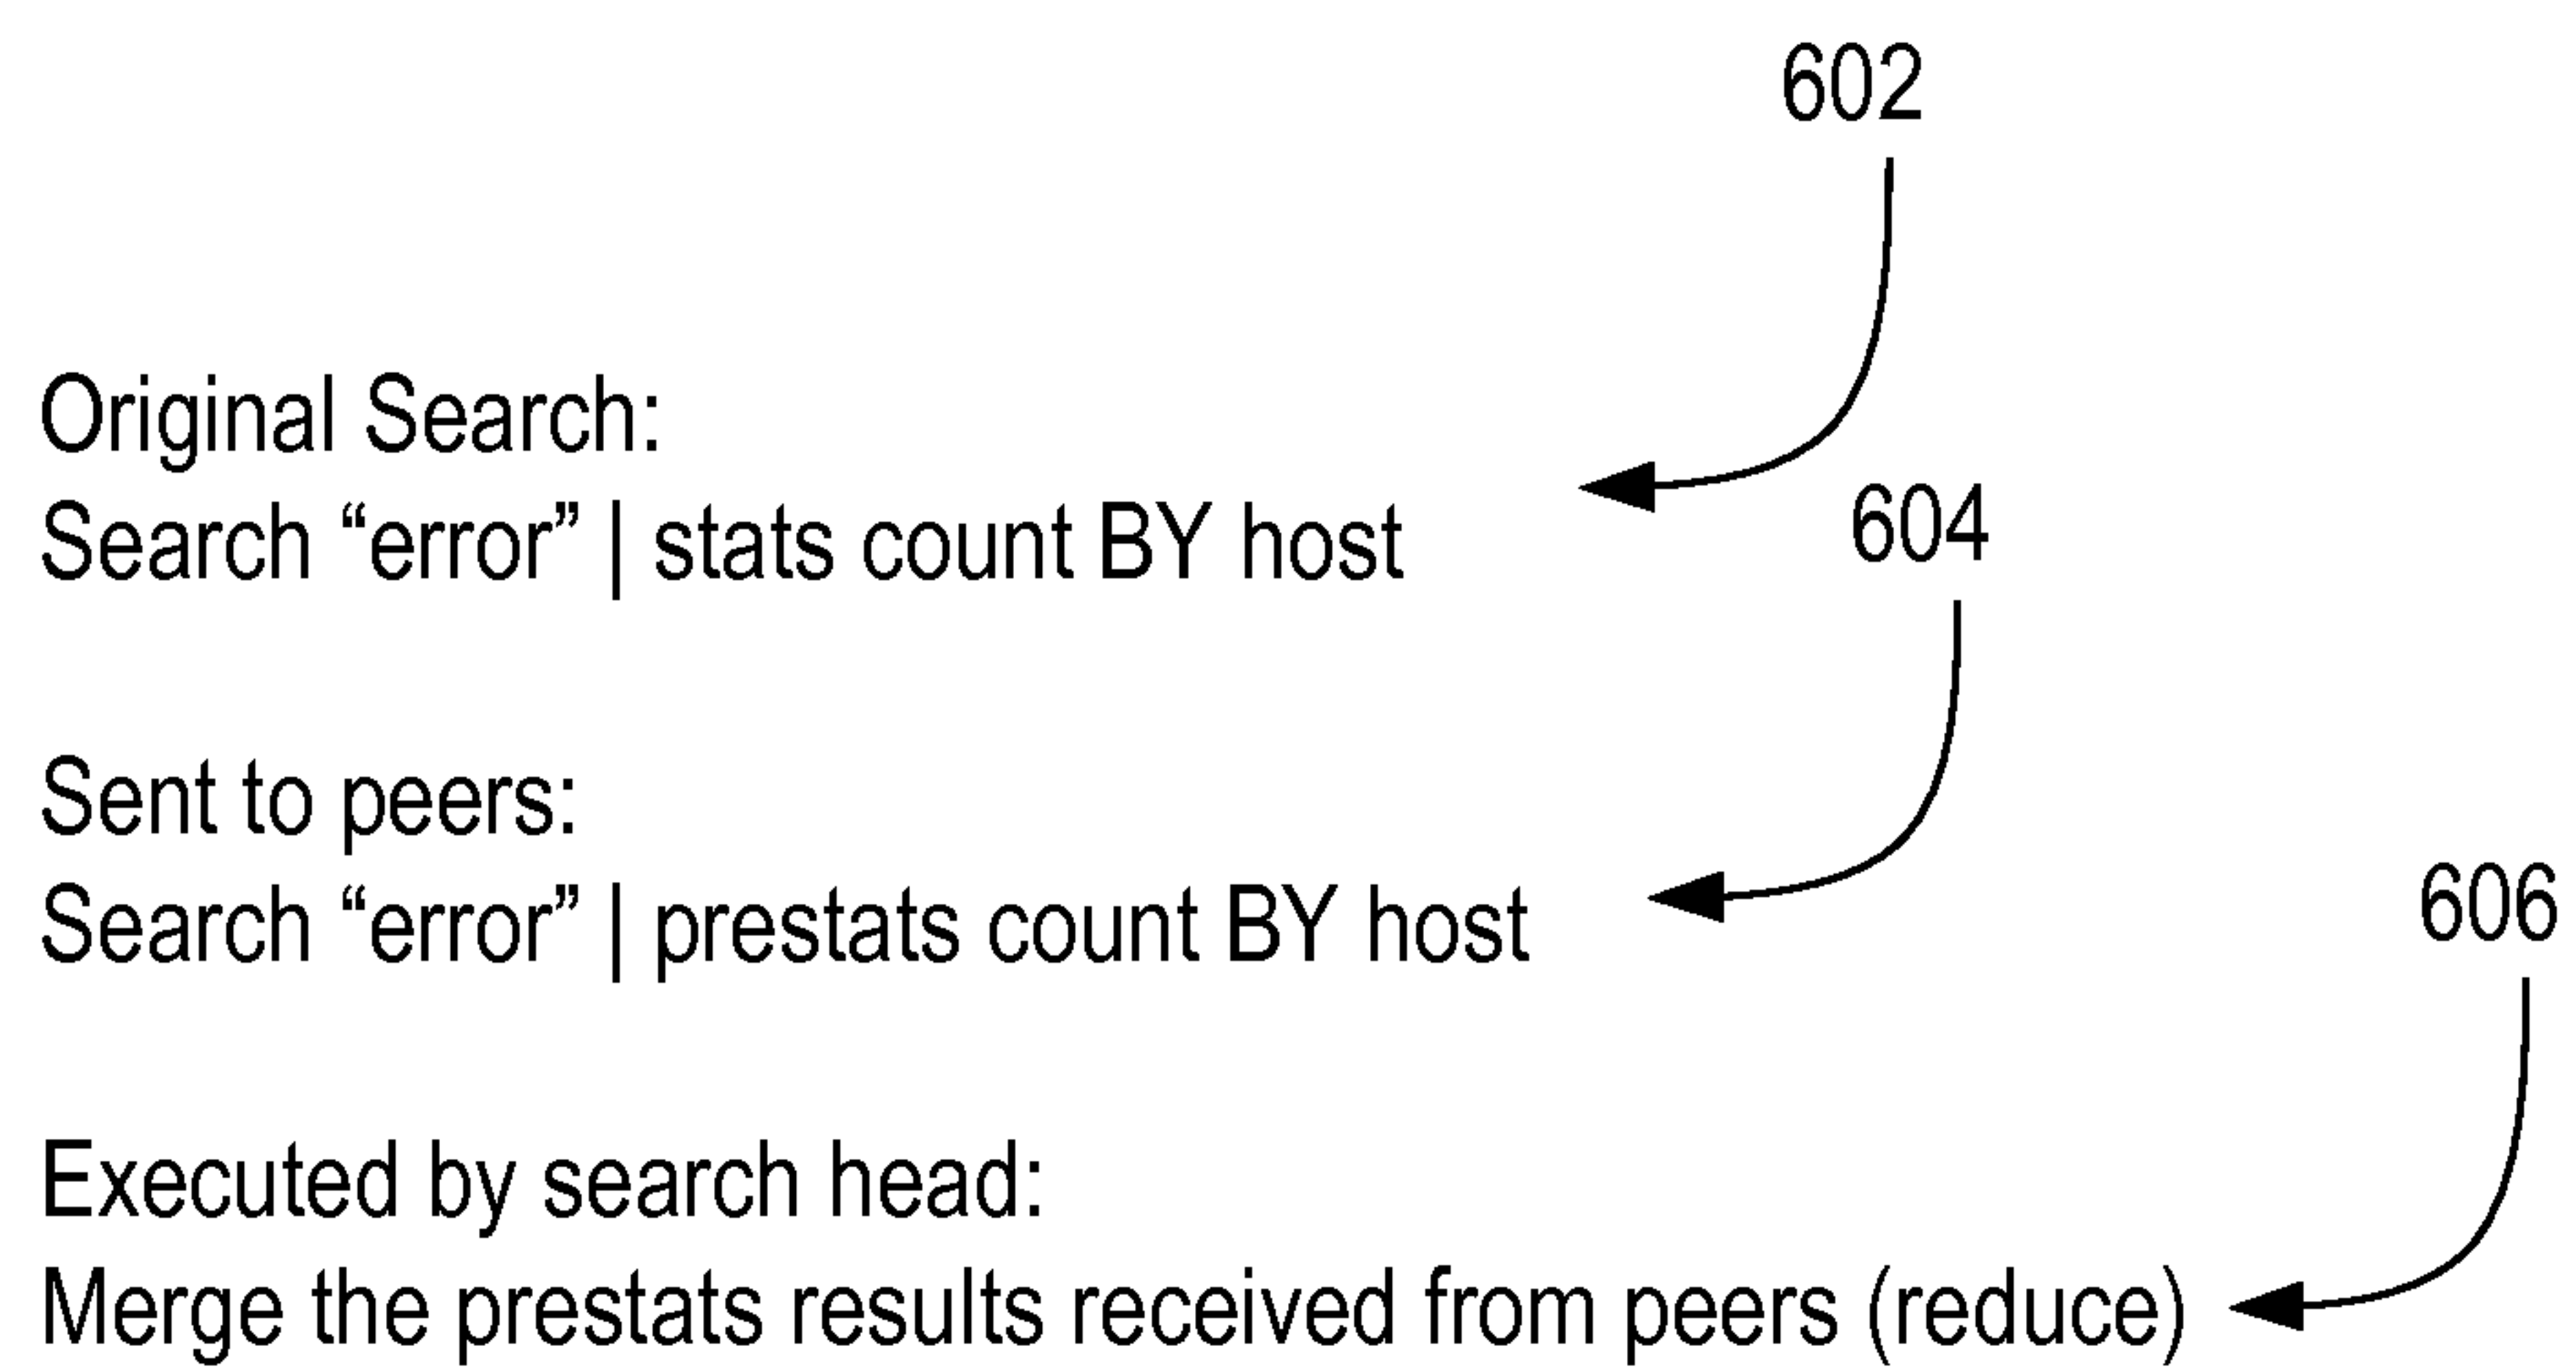 602
Original Search:
Search “error” | stats count BY host
604
Sent to peers:
Search “error” | prestats count BY host
606
Executed by search head:
Merge the prestats results received from peers (reduce)